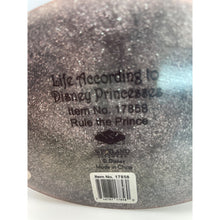 Life According to
Disney Princesses
Item No. 17858
Rule the Prince
© Disney
Made in China
Item No. 17858